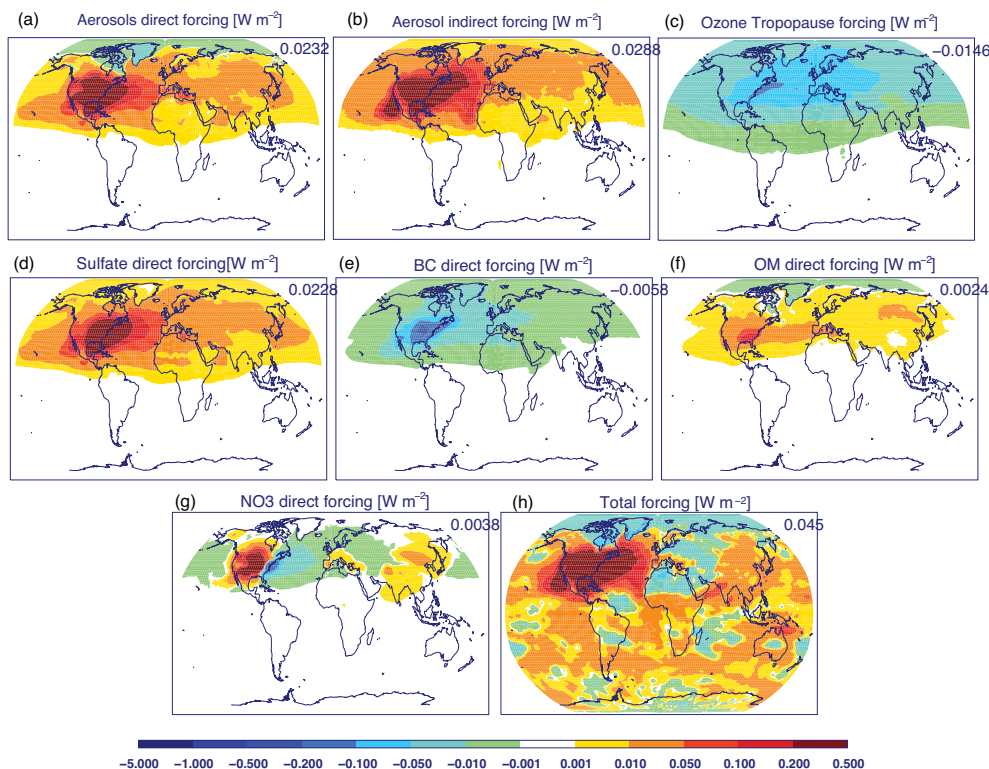 (a) Aerosols direct forcing [W m⁻²]
0.0232
(b) Aerosol indirect forcing [W m⁻²]
0.0288
(c) Ozone Tropopause forcing [W m⁻²]
−0.0146
(d) Sulfate direct forcing[W m⁻²]
0.0228
(e) BC direct forcing [W m⁻²]
−0.0058
(f) OM direct forcing [W m⁻²]
0.0024
(g) NO3 direct forcing [W m⁻²]
0.0038
(h) Total forcing [W m⁻²]
0.045
−5.000 −1.000 −0.500 −0.200 −0.100 −0.050 −0.010 −0.001 0.001 0.010 0.050 0.100 0.200 0.500